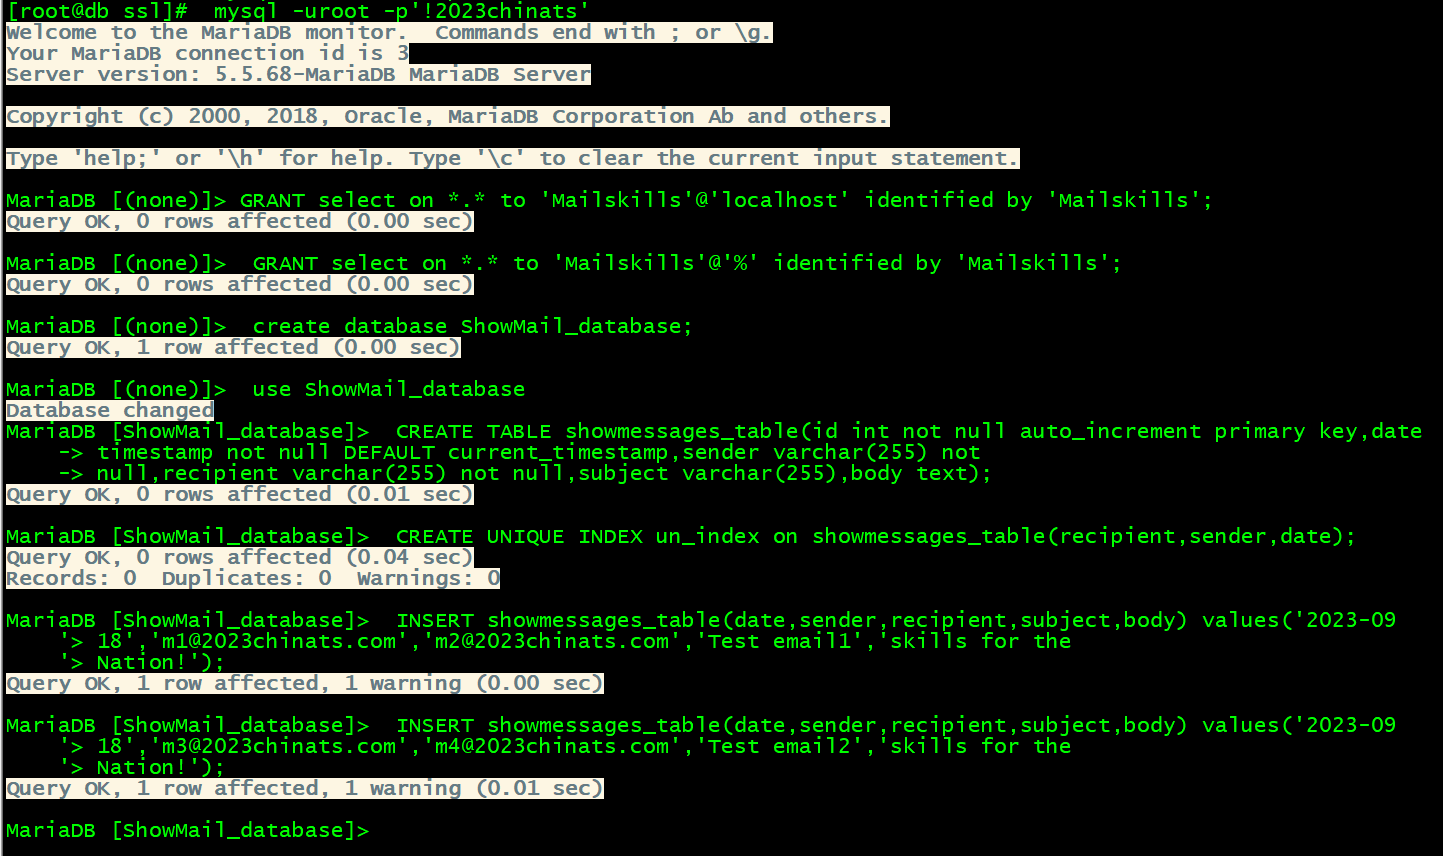 [root@db ssl]#  mysql -uroot -p'!2023chinats'
Welcome to the MariaDB monitor.  Commands end with ; or \g.
Your MariaDB connection id is 3
Server version: 5.5.68-MariaDB MariaDB Server
Copyright (c) 2000, 2018, Oracle, MariaDB Corporation Ab and others.
Type 'help;' or '\h' for help. Type '\c' to clear the current input statement.
MariaDB [(none)]> GRANT select on *.* to 'Mailskills'@'localhost' identified by 'Mailskills';
Query OK, 0 rows affected (0.00 sec)
MariaDB [(none)]>  GRANT select on *.* to 'Mailskills'@'%' identified by 'Mailskills';
Query OK, 0 rows affected (0.00 sec)
MariaDB [(none)]>  create database ShowMail_database;
Query OK, 1 row affected (0.00 sec)
MariaDB [(none)]>  use ShowMail_database
Database changed
MariaDB [ShowMail_database]>  CREATE TABLE showmessages_table(id int not null auto_increment primary key,date
    -> timestamp not null DEFAULT current_timestamp,sender varchar(255) not
    -> null,recipient varchar(255) not null,subject varchar(255),body text);
Query OK, 0 rows affected (0.01 sec)
MariaDB [ShowMail_database]>  CREATE UNIQUE INDEX un_index on showmessages_table(recipient,sender,date);
Query OK, 0 rows affected (0.04 sec)
Records: 0  Duplicates: 0  Warnings: 0
MariaDB [ShowMail_database]>  INSERT showmessages_table(date,sender,recipient,subject,body) values('2023-09
    '> 18','m1@2023chinats.com','m2@2023chinats.com','Test email1','skills for the
    '> Nation!');
Query OK, 1 row affected, 1 warning (0.00 sec)
MariaDB [ShowMail_database]>  INSERT showmessages_table(date,sender,recipient,subject,body) values('2023-09
    '> 18','m3@2023chinats.com','m4@2023chinats.com','Test email2','skills for the
    '> Nation!');
Query OK, 1 row affected, 1 warning (0.01 sec)
MariaDB [ShowMail_database]>